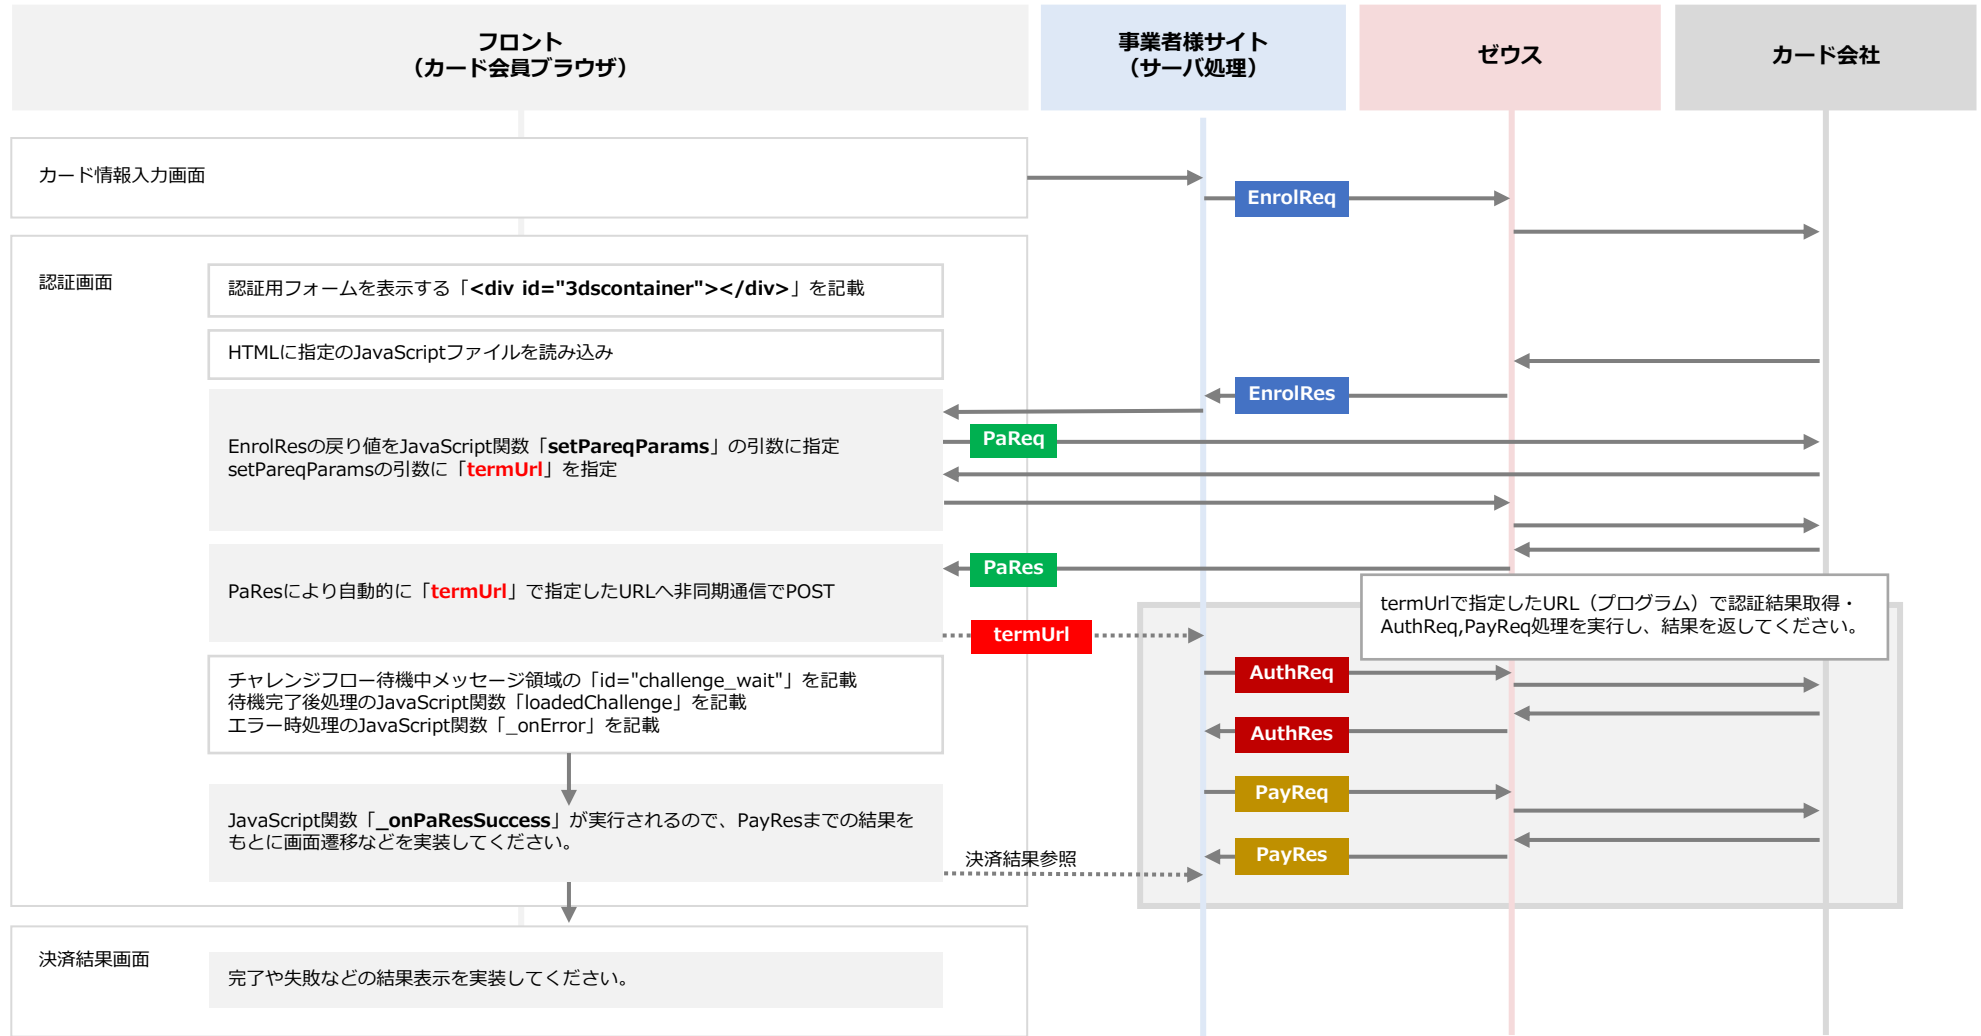 フロント
（カード会員ブラウザ）
事業者様サイト
（サーバ処理）
ゼウス
カード会社
カード情報入力画面
EnrolReq
認証画面
認証用フォームを表示する「<div id="3dscontainer"></div>」を記載
HTMLに指定のJavaScriptファイルを読み込み
EnrolRes
EnrolResの戻り値をJavaScript関数「setPareqParams」の引数に指定
setPareqParamsの引数に「termUrl」を指定
PaReq
PaRes
PaResにより自動的に「termUrl」で指定したURLへ非同期通信でPOST
termUrlで指定したURL（プログラム）で認証結果取得・
AuthReq,PayReq処理を実行し、結果を返してください。
termUrl
チャレンジフロー待機中メッセージ領域の「id="challenge_wait"」を記載
待機完了後処理のJavaScript関数「loadedChallenge」を記載
エラー時処理のJavaScript関数「_onError」を記載
AuthReq
AuthRes
PayReq
JavaScript関数「_onPaResSuccess」が実行されるので、PayResまでの結果を
もとに画面遷移などを実装してください。
決済結果参照
PayRes
決済結果画面
完了や失敗などの結果表示を実装してください。